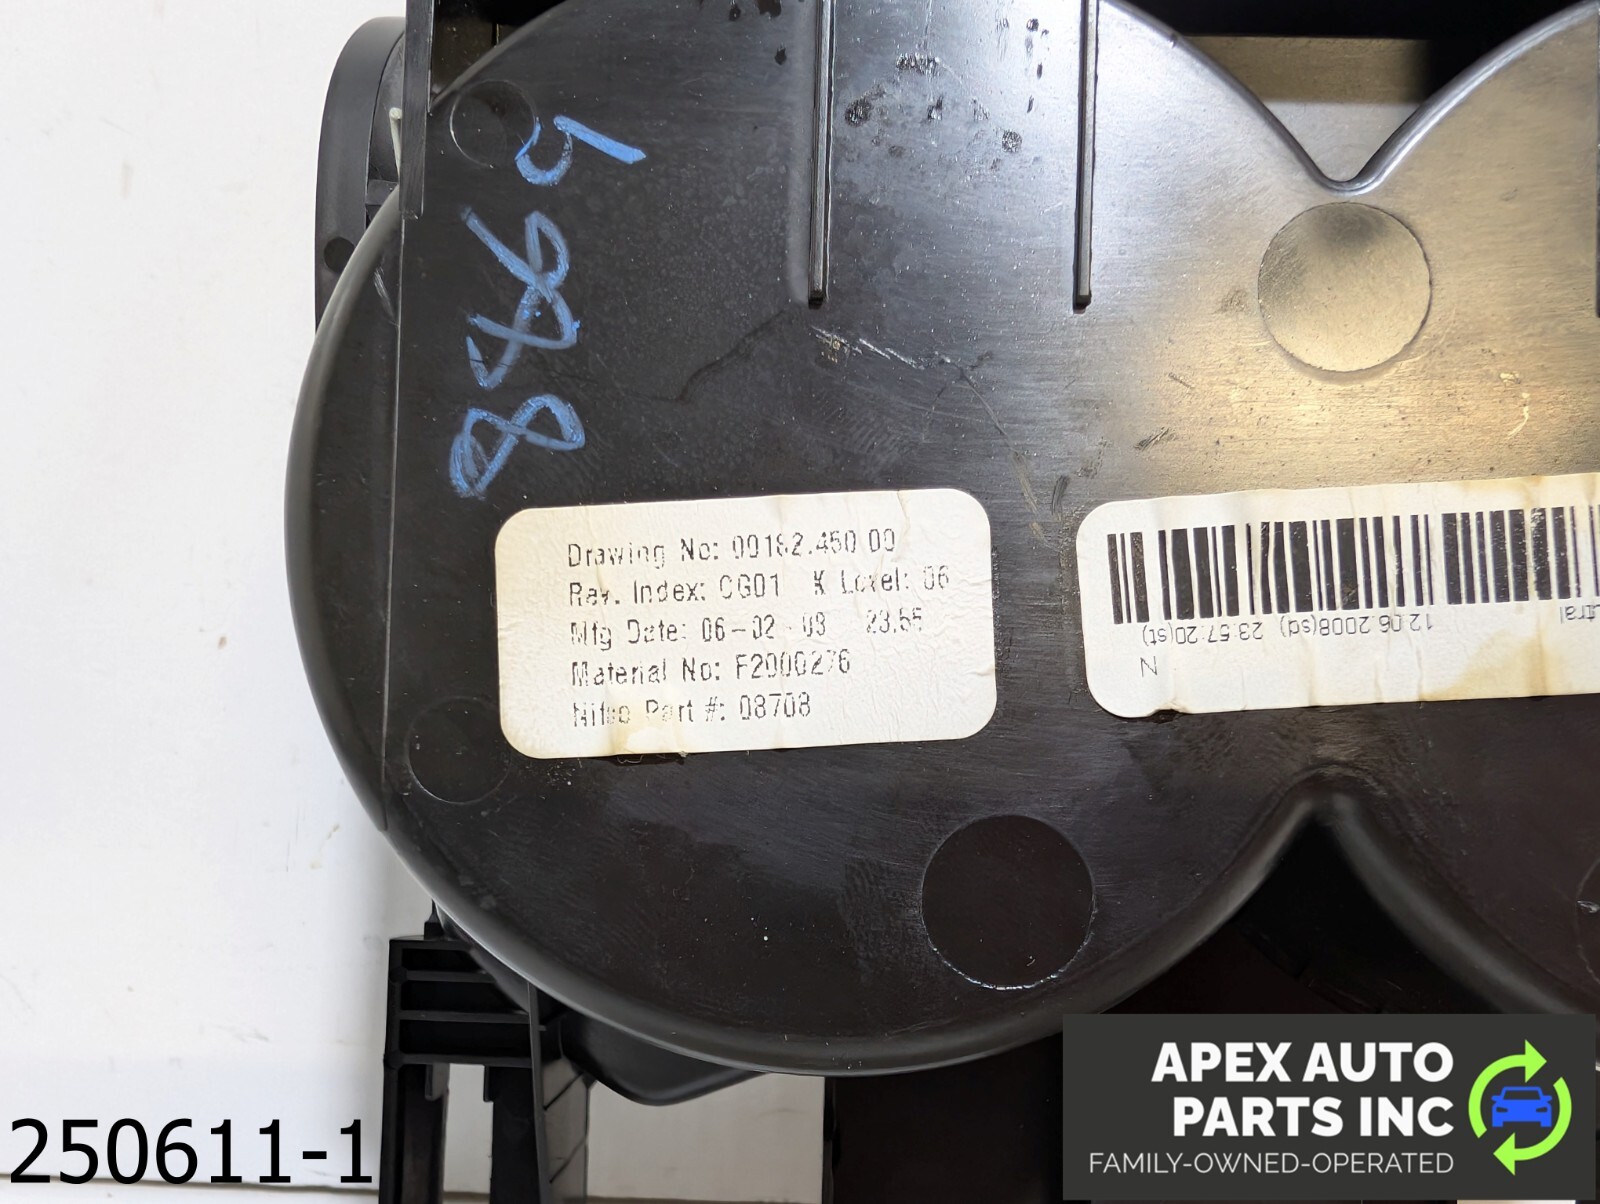 8869
Drawing No: 00182.450 00
Rev. Index: CG01 K Level: 06
Mfg Date: 06-02-08 23.55
Material No: F2000276
Nifco Part #: 08708
12.06.2008(sd) 23:57:20(st)
N
250611-1
APEX AUTO
PARTS INC
FAMILY-OWNED-OPERATED